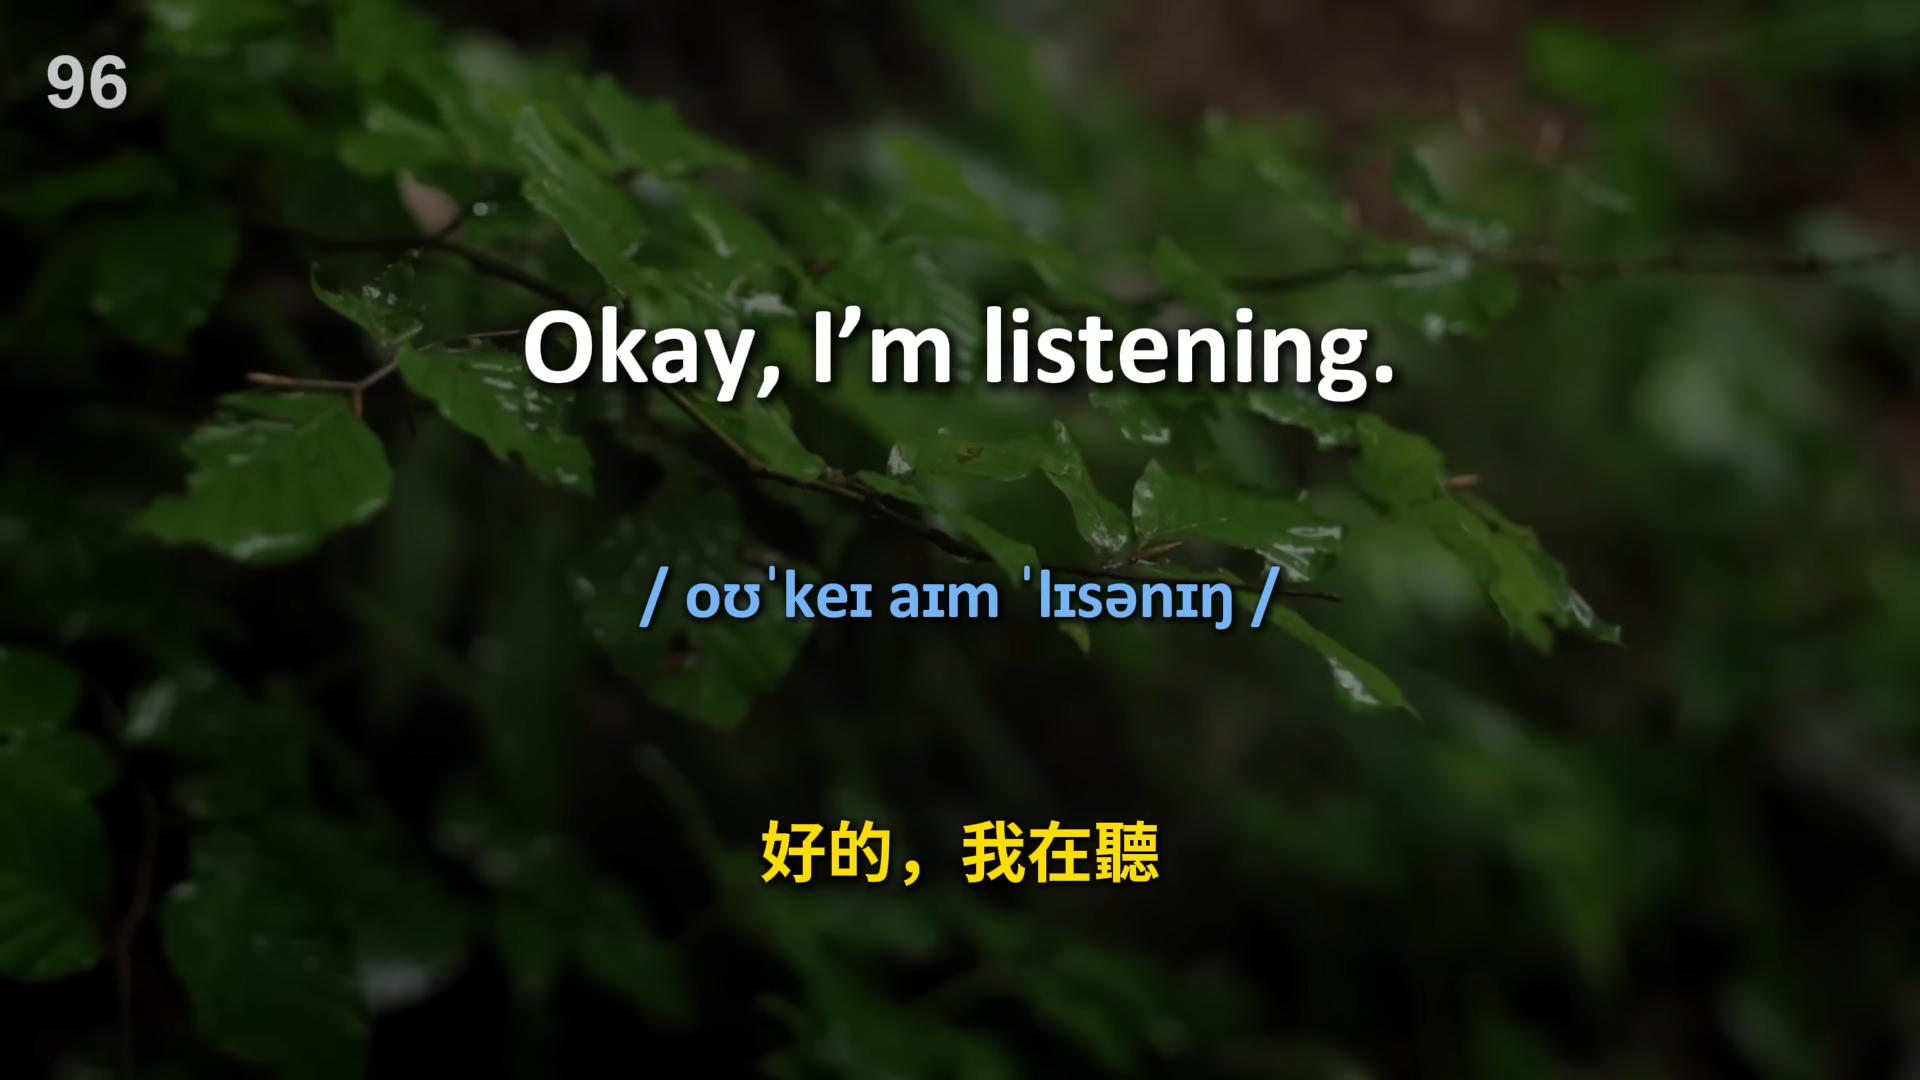 96
Okay, I’m listening.
/ oʊˈkeɪ aɪm ˈlɪsənɪŋ /
好的，我在聽